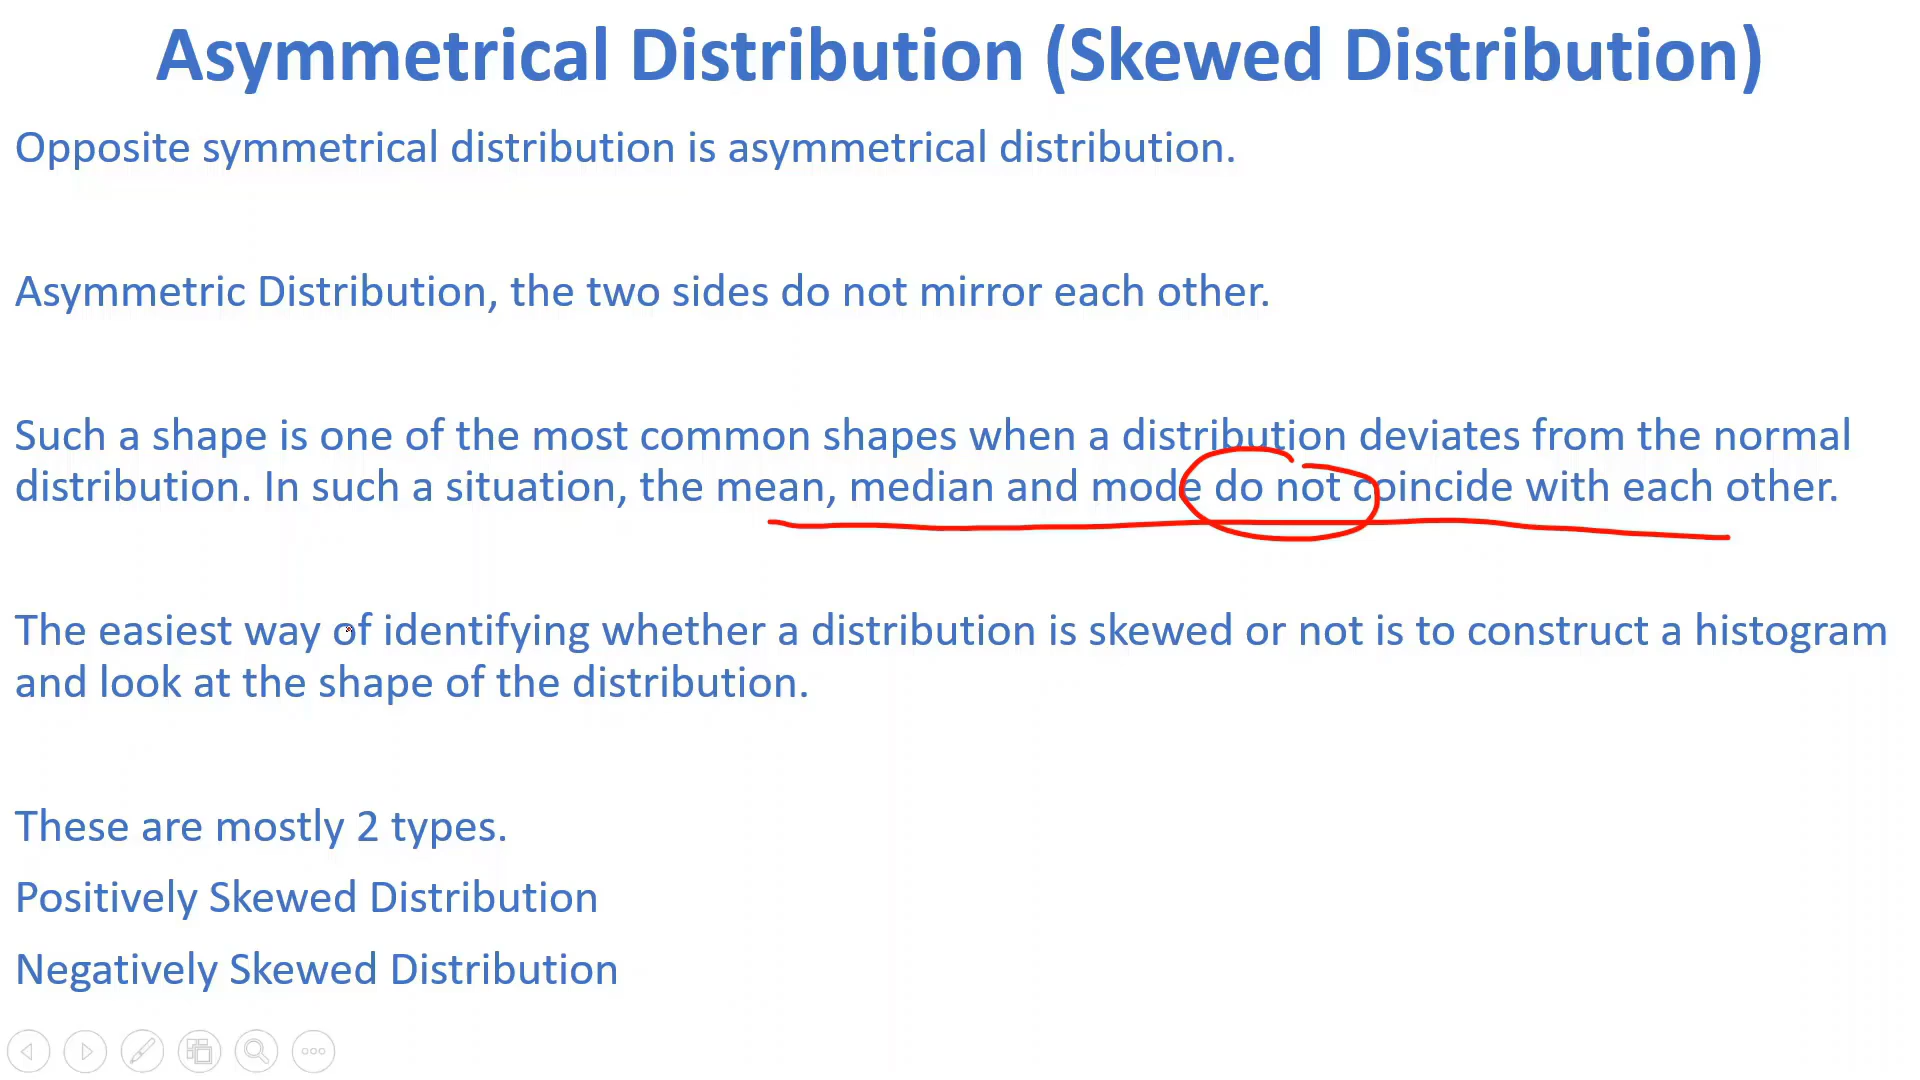 Asymmetrical Distribution (Skewed Distribution)
Opposite symmetrical distribution is asymmetrical distribution.
Asymmetric Distribution, the two sides do not mirror each other.
Such a shape is one of the most common shapes when a distribution deviates from the normal
distribution. In such a situation, the mean, median and mode do not coincide with each other.
The easiest way of identifying whether a distribution is skewed or not is to construct a histogram
and look at the shape of the distribution.
These are mostly 2 types.
Positively Skewed Distribution
Negatively Skewed Distribution